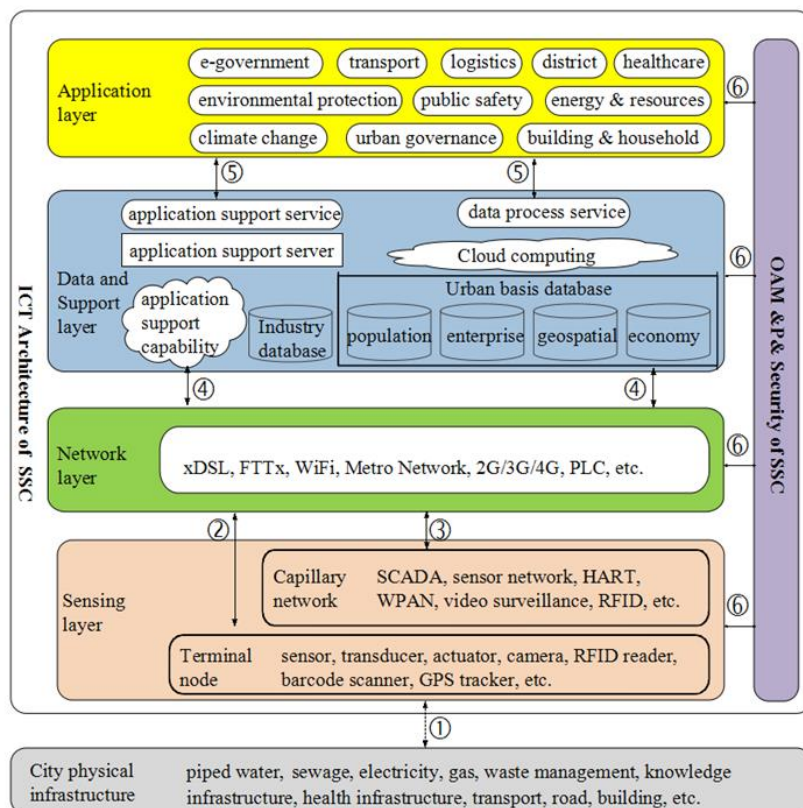 ICT Architecture of SSC
Application
layer
e-government
transport
logistics
district
healthcare
environmental protection
public safety
energy & resources
climate change
urban governance
building & household
⑥
⑤
⑤
Data and
Support
layer
application support service
data process service
application support server
Cloud computing
application
support
capability
Industry
database
Urban basis database
population
enterprise
geospatial
economy
⑥
④
④
Network
layer
xDSL, FTTx, WiFi, Metro Network, 2G/3G/4G, PLC, etc.
⑥
②
③
Sensing
layer
Capillary
network
SCADA, sensor network, HART,
WPAN, video surveillance, RFID, etc.
Terminal
node
sensor, transducer, actuator, camera, RFID reader,
barcode scanner, GPS tracker, etc.
⑥
OAM &P& Security of SSC
①
City physical
infrastructure
piped water, sewage, electricity, gas, waste management, knowledge
infrastructure, health infrastructure, transport, road, building, etc.